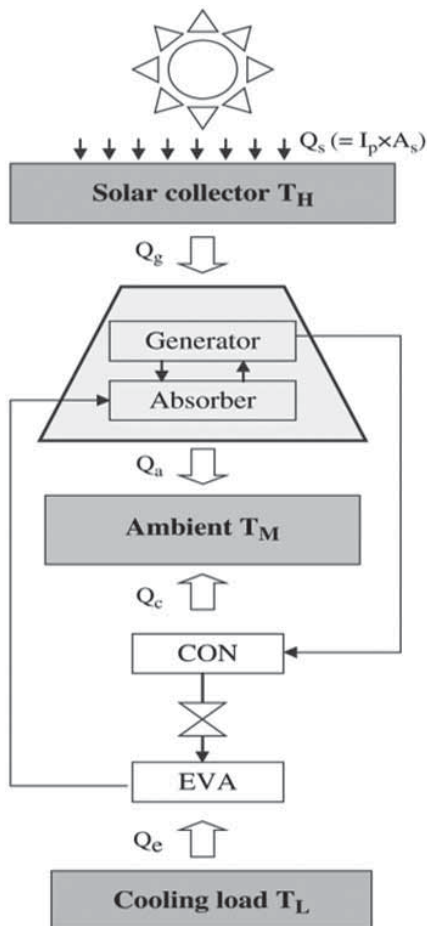 Qs (= Ip×As)
Solar collector TH
Qg
Generator
Absorber
Qa
Ambient TM
Qc
CON
EVA
Qe
Cooling load TL